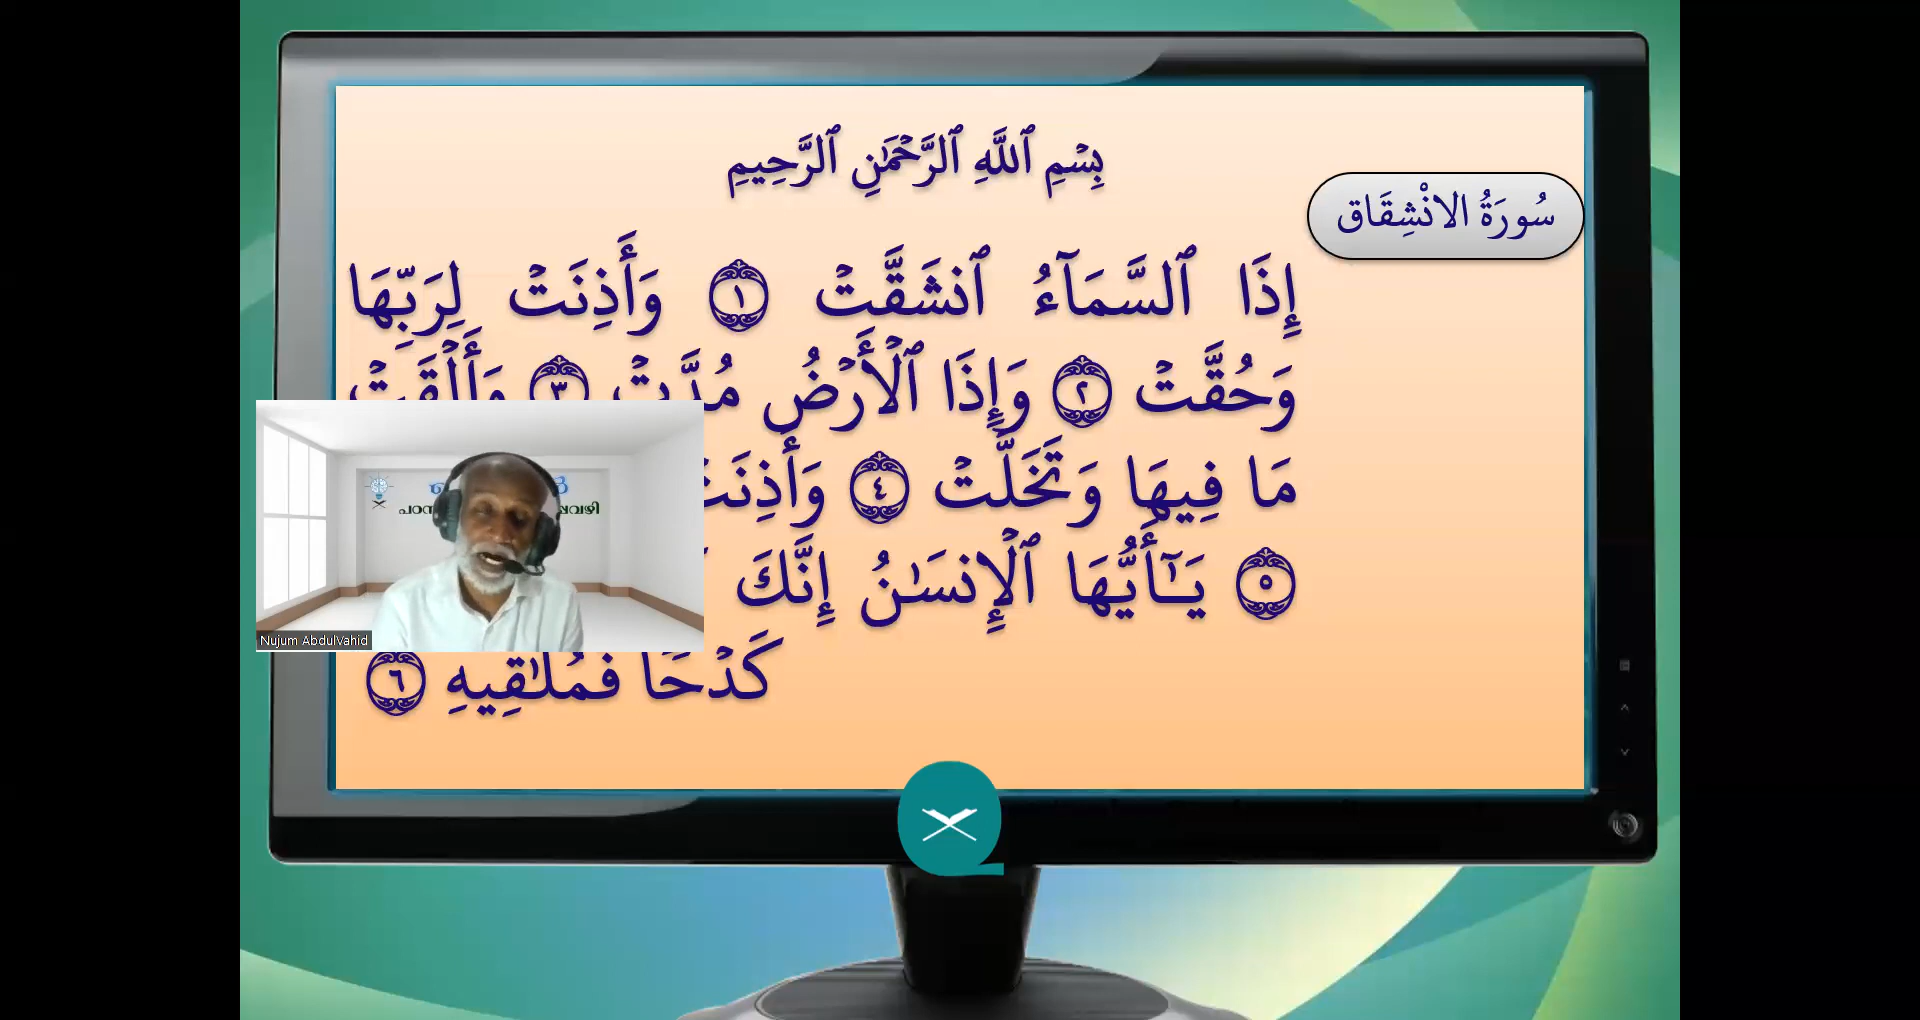 بِسۡمِ ٱللَّهِ ٱلرَّحۡمَٰنِ ٱلرَّحِيمِ
سُورَةُ الانْشِقَاق
إِذَا ٱلسَّمَآءُ ٱنشَقَّتۡ ١ وَأَذِنَتۡ لِرَبِّهَا
وَحُقَّتۡ ٢ وَإِذَا ٱلۡأَرۡضُ مُدَّتۡ ٣ وَأَلۡقَتۡ
مَا فِيهَا وَتَخَلَّتۡ ٤ وَأَذِنَتۡ
٥ يَـٰٓأَيُّهَا ٱلۡإِنسَـٰنُ إِنَّكَ
كَدۡحٗا فَمُلَـٰقِيهِ ٦
Nujum AbdulVahid